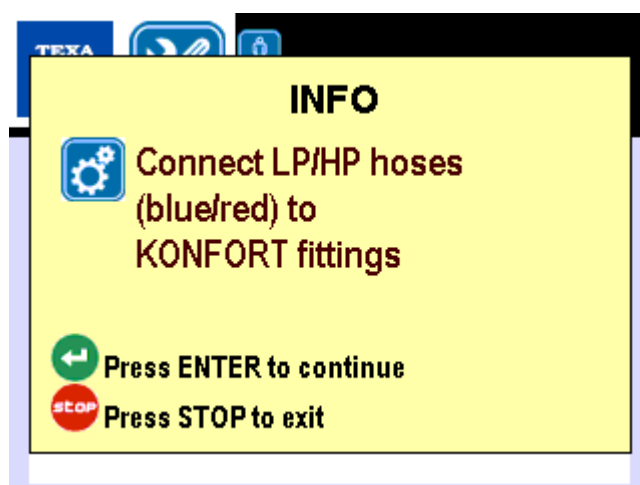 TEXA
INFO
Connect LP/HP hoses
(blue/red) to
KONFORT fittings
Press ENTER to continue
stop Press STOP to exit